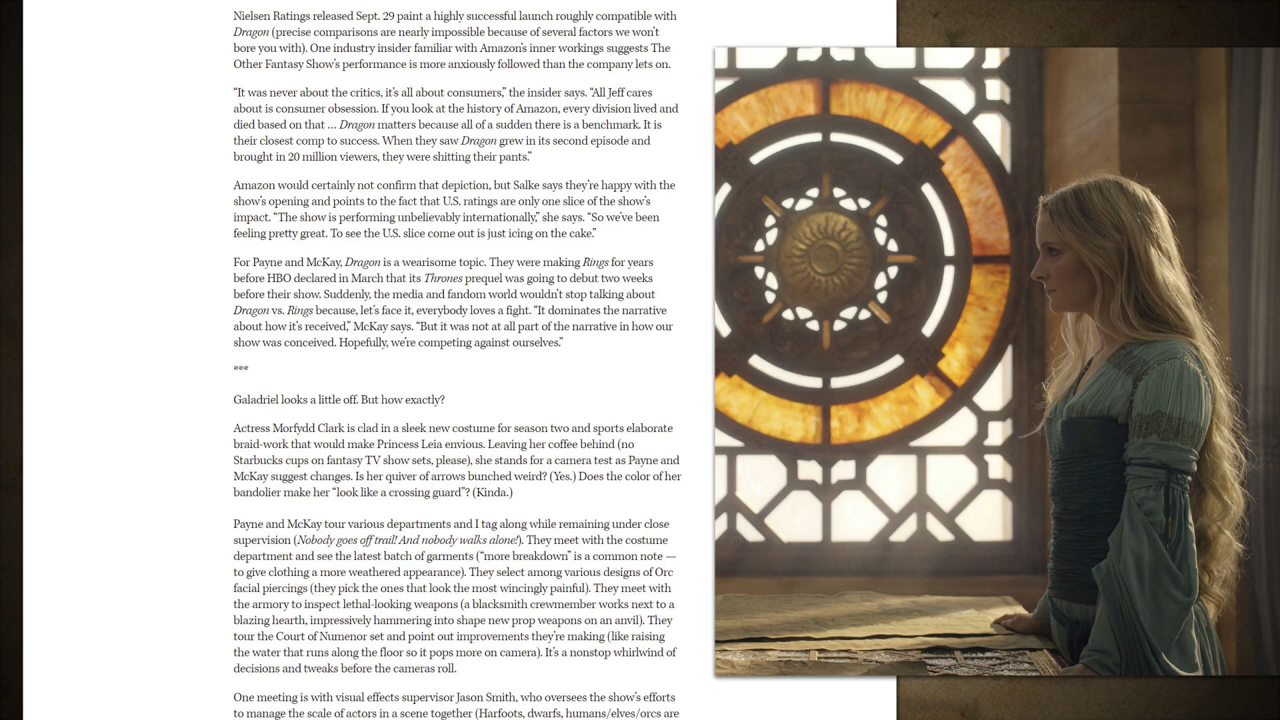 Nielsen Ratings released Sept. 29 paint a highly successful launch roughly compatible with
Dragon (precise comparisons are nearly impossible because of several factors we won't
bore you with). One industry insider familiar with Amazon's inner workings suggests The
Other Fantasy Show's performance is more anxiously followed than the company lets on.
“It was never about the critics, it's all about consumers,” the insider says. “All Jeff cares
about is consumer obsession. If you look at the history of Amazon, every division lived and
died based on that … Dragon matters because all of a sudden there is a benchmark. It is
their closest comp to success. When they saw Dragon grew in its second episode and
brought in 20 million viewers, they were shitting their pants.”
Amazon would certainly not confirm that depiction, but Salke says they're happy with the
show's opening and points to the fact that U.S. ratings are only one slice of the show's
impact. “The show is performing unbelievably internationally,” she says. “So we've been
feeling pretty great. To see the U.S. slice come out is just icing on the cake.”
For Payne and McKay, Dragon is a wearisome topic. They were making Rings for years
before HBO declared in March that its Thrones prequel was going to debut two weeks
before their show. Suddenly, the media and fandom world wouldn't stop talking about
Dragon vs. Rings because, let's face it, everybody loves a fight. “It dominates the narrative
about how it's received,” McKay says. “But it was not at all part of the narrative in how our
show was conceived. Hopefully, we're competing against ourselves.”
***
Galadriel looks a little off. But how exactly?
Actress Morfydd Clark is clad in a sleek new costume for season two and sports elaborate
braid-work that would make Princess Leia envious. Leaving her coffee behind (no
Starbucks cups on fantasy TV show sets, please), she stands for a camera test as Payne and
McKay suggest changes. Is her quiver of arrows bunched weird? (Yes.) Does the color of her
bandolier make her “look like a crossing guard”? (Kinda.)
Payne and McKay tour various departments and I tag along while remaining under close
supervision (Nobody goes off trail! And nobody walks alone!). They meet with the costume
department and see the latest batch of garments (“more breakdown” is a common note —
to give clothing a more weathered appearance). They select among various designs of Orc
facial piercings (they pick the ones that look the most wincingly painful). They meet with
the armory to inspect lethal-looking weapons (a blacksmith crewmember works next to a
blazing hearth, impressively hammering into shape new prop weapons on an anvil). They
tour the Court of Numenor set and point out improvements they're making (like raising
the water that runs along the floor so it pops more on camera). It's a nonstop whirlwind of
decisions and tweaks before the cameras roll.
One meeting is with visual effects supervisor Jason Smith, who oversees the show's efforts
to manage the scale of actors in a scene together (Harfoots, dwarfs, humans/elves/orcs are